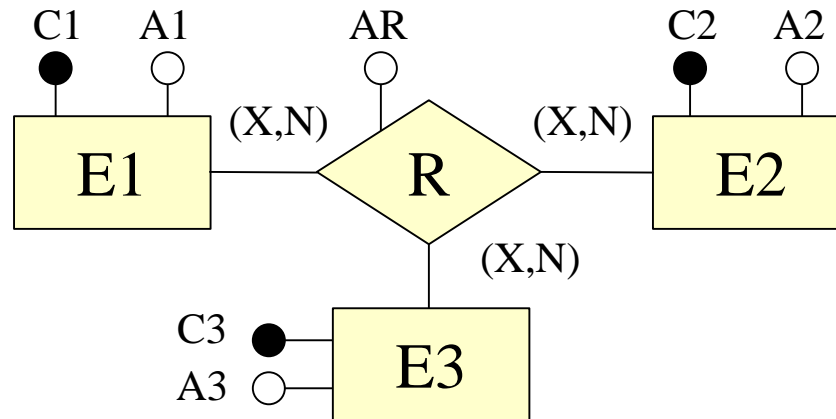 C1 A1 AR C2 A2
(X,N) (X,N)
E1 R E2
(X,N)
C3
E3
A3